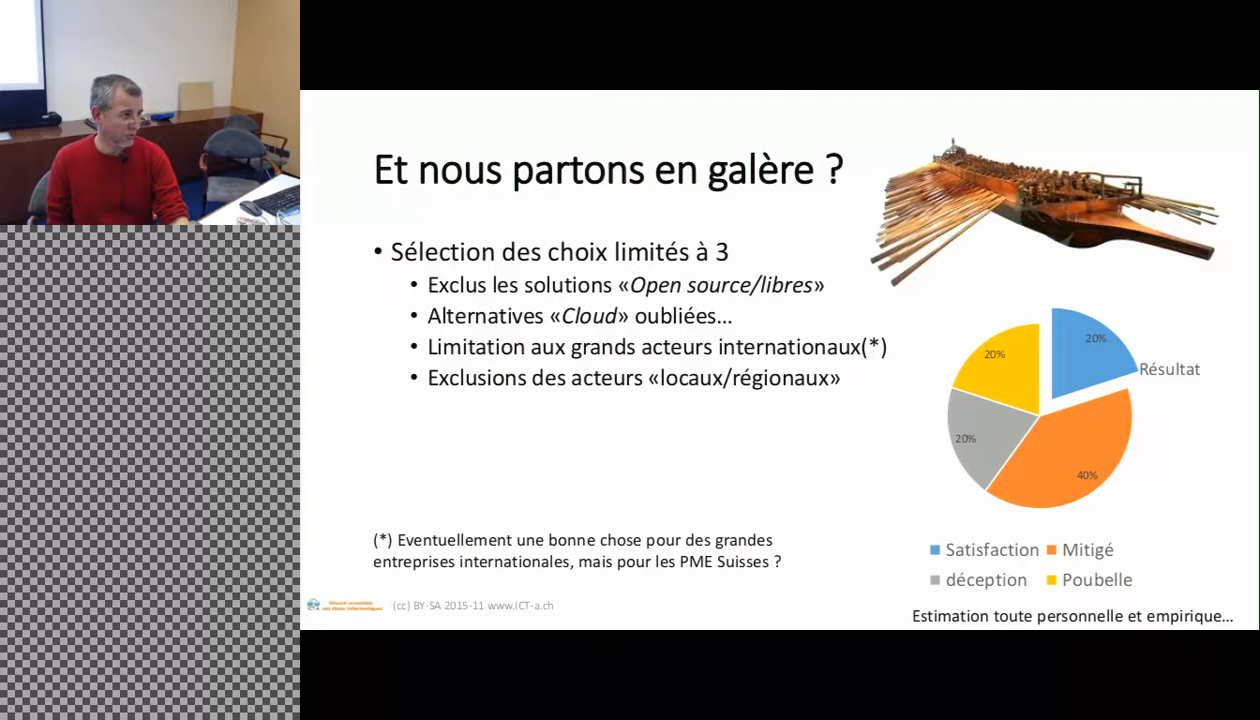 Et nous partons en galère ?
• Sélection des choix limités à 3
• Exclus les solutions «Open source/libres»
• Alternatives «Cloud» oubliées…
• Limitation aux grands acteurs internationaux(*)
• Exclusions des acteurs «locaux/régionaux»
(*) Eventuellement une bonne chose pour des grandes
entreprises internationales, mais pour les PME Suisses ?
20%
Résultat
20%
20%
40%
Satisfaction
Mitigé
déception
Poubelle
Estimation toute personnelle et empirique…
(cc) BY-SA 2015-11 www.ICT-a.ch